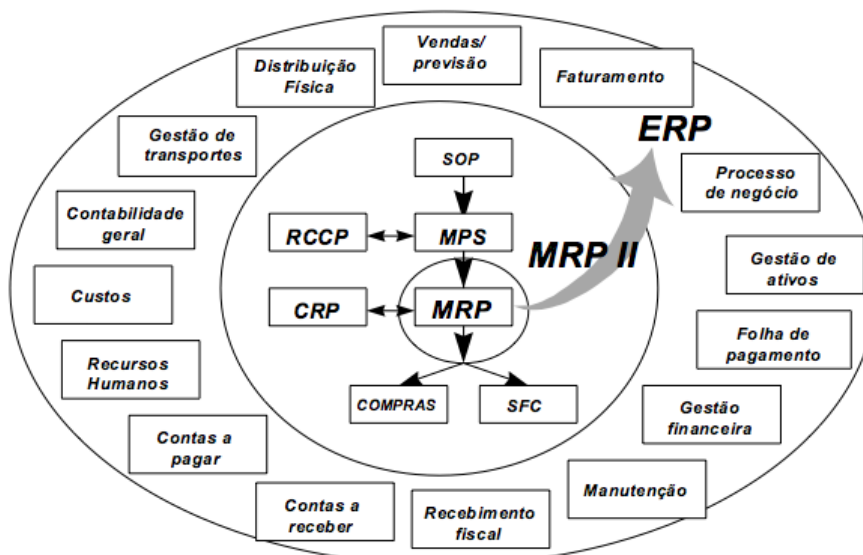 Vendas/
previsão
Distribuição
Física
Faturamento
ERP
Gestão de
transportes
SOP
Processo
de negócio
Contabilidade
geral
RCCP
MPS
MRP II
Gestão de
ativos
Custos
CRP
MRP
Folha de
pagamento
Recursos
Humanos
COMPRAS
SFC
Gestão
financeira
Contas a
pagar
Manutenção
Contas a
receber
Recebimento
fiscal